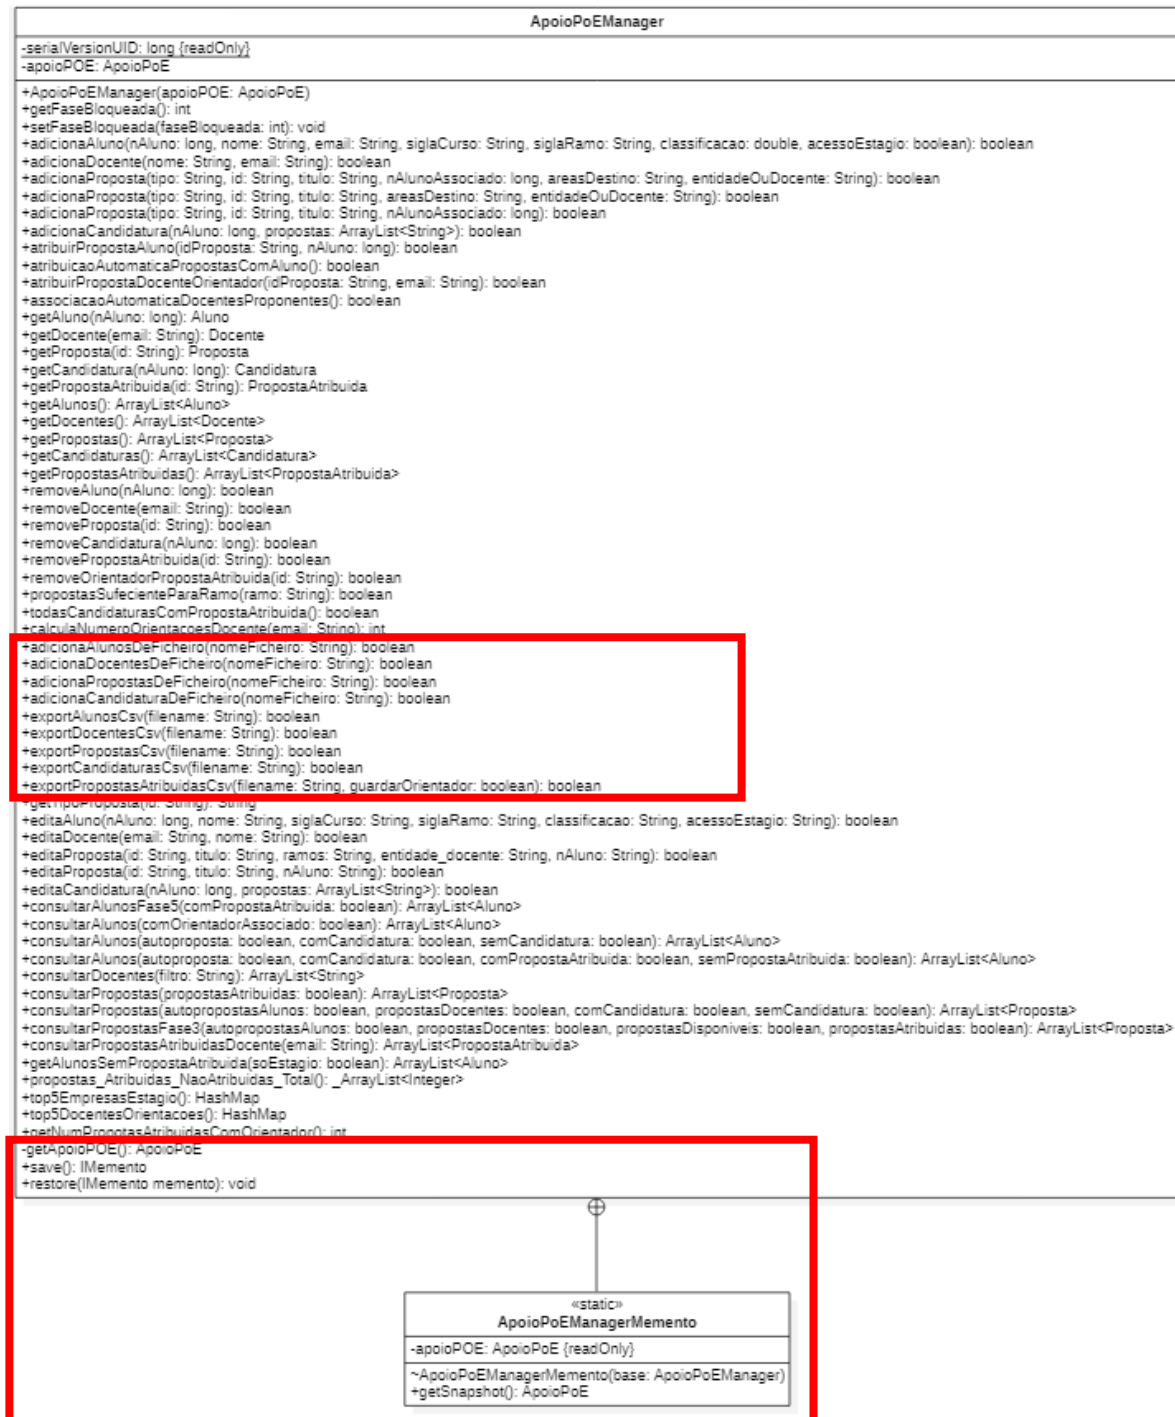 ApoioPoEManager
-serialVersionUID: long {readOnly}
-apoioPOE: ApoioPoE
+ApoioPoEManager(apoioPOE: ApoioPoE)
+getFaseBloqueada(): int
+setFaseBloqueada(faseBloqueada: int): void
+adicionaAluno(nAluno: long, nome: String, email: String, siglaCurso: String, siglaRamo: String, classificacao: double, acessoEstagio: boolean): boolean
+adicionaDocente(nome: String, email: String): boolean
+adicionaProposta(tipo: String, id: String, titulo: String, nAlunoAssociado: long, areasDestino: String, entidadeOuDocente: String): boolean
+adicionaProposta(tipo: String, id: String, titulo: String, areasDestino: String, entidadeOuDocente: String): boolean
+adicionaProposta(tipo: String, id: String, titulo: String, nAlunoAssociado: long): boolean
+adicionaCandidatura(nAluno: long, propostas: ArrayList<String>): boolean
+atribuirPropostaAluno(idProposta: String, nAluno: long): boolean
+atribuicaoAutomaticaPropostasComAluno(): boolean
+atribuirPropostaDocenteOrientador(idProposta: String, email: String): boolean
+associacaoAutomaticaDocentesProponentes(): boolean
+getAluno(nAluno: long): Aluno
+getDocente(email: String): Docente
+getProposta(id: String): Proposta
+getCandidatura(nAluno: long): Candidatura
+getPropostaAtribuida(id: String): PropostaAtribuida
+getAlunos(): ArrayList<Aluno>
+getDocentes(): ArrayList<Docente>
+getPropostas(): ArrayList<Proposta>
+getCandidaturas(): ArrayList<Candidatura>
+getPropostasAtribuidas(): ArrayList<PropostaAtribuida>
+removeAluno(nAluno: long): boolean
+removeDocente(email: String): boolean
+removeProposta(id: String): boolean
+removeCandidatura(nAluno: long): boolean
+removePropostaAtribuida(id: String): boolean
+removeOrientadorPropostaAtribuida(id: String): boolean
+propostasSufecienteParaRamo(ramo: String): boolean
+todasCandidaturasComPropostaAtribuida(): boolean
+calculaNumeroOrientacoesDocente(email: String): int
+adicionaAlunosDeFicheiro(nomeFicheiro: String): boolean
+adicionaDocentesDeFicheiro(nomeFicheiro: String): boolean
+adicionaPropostasDeFicheiro(nomeFicheiro: String): boolean
+adicionaCandidaturaDeFicheiro(nomeFicheiro: String): boolean
+exportAlunosCsv(filename: String): boolean
+exportDocentesCsv(filename: String): boolean
+exportPropostasCsv(filename: String): boolean
+exportCandidaturasCsv(filename: String): boolean
+exportPropostasAtribuidasCsv(filename: String, guardarOrientador: boolean): boolean
+getTipoProposta(id: String): String
+editaAluno(nAluno: long, nome: String, siglaCurso: String, siglaRamo: String, classificacao: String, acessoEstagio: String): boolean
+editaDocente(email: String, nome: String): boolean
+editaProposta(id: String, titulo: String, ramos: String, entidade_docente: String, nAluno: String): boolean
+editaProposta(id: String, titulo: String, nAluno: String): boolean
+editaCandidatura(nAluno: long, propostas: ArrayList<String>): boolean
+consultarAlunosFase5(comPropostaAtribuida: boolean): ArrayList<Aluno>
+consultarAlunos(comOrientadorAssociado: boolean): ArrayList<Aluno>
+consultarAlunos(autoproposta: boolean, comCandidatura: boolean, semCandidatura: boolean): ArrayList<Aluno>
+consultarAlunos(autoproposta: boolean, comCandidatura: boolean, comPropostaAtribuida: boolean, semPropostaAtribuida: boolean): ArrayList<Aluno>
+consultarDocentes(filtro: String): ArrayList<String>
+consultarPropostas(propostasAtribuidas: boolean): ArrayList<Proposta>
+consultarPropostas(autopropostasAlunos: boolean, propostasDocentes: boolean, comCandidatura: boolean, semCandidatura: boolean): ArrayList<Proposta>
+consultarPropostasFase3(autopropostasAlunos: boolean, propostasDocentes: boolean, propostasDisponiveis: boolean, propostasAtribuidas: boolean): ArrayList<Proposta>
+consultarPropostasAtribuidasDocente(email: String): ArrayList<PropostaAtribuida>
+getAlunosSemPropostaAtribuida(soEstagio: boolean): ArrayList<Aluno>
+propostas_Atribuidas_NaoAtribuidas_Total(): _ArrayList<Integer>
+top5EmpresasEstagio(): HashMap
+top5DocentesOrientacoes(): HashMap
+getNumPropotasAtribuidasComOrientador(): int
-getApoioPOE(): ApoioPoE
+save(): IMemento
+restore(IMemento memento): void
«static»
ApoioPoEManagerMemento
-apoioPOE: ApoioPoE {readOnly}
~ApoioPoEManagerMemento(base: ApoioPoEManager)
+getSnapshot(): ApoioPoE